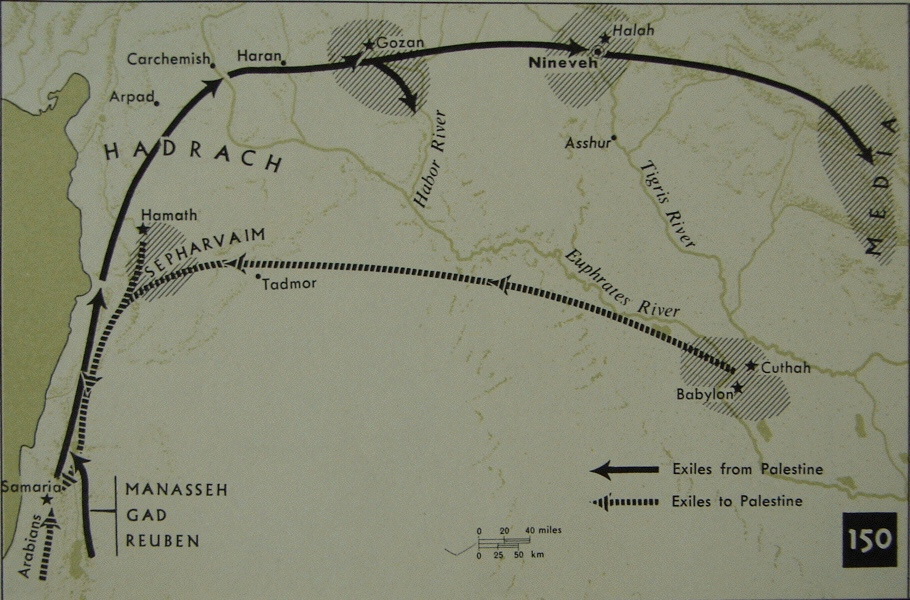 Halah
Gozan
Carchemish
Haran
Nineveh
Arpad
HADRACH
Habor River
Asshur
Tigris River
MEDIA
Hamath
SEPHARVAIM
Tadmor
Euphrates River
Cuthah
Babylon
Exiles from Palestine
Samaria
MANASSEH
GAD
REUBEN
Exiles to Palestine
Arabians
0 20 40 miles
0 25 50 km
150